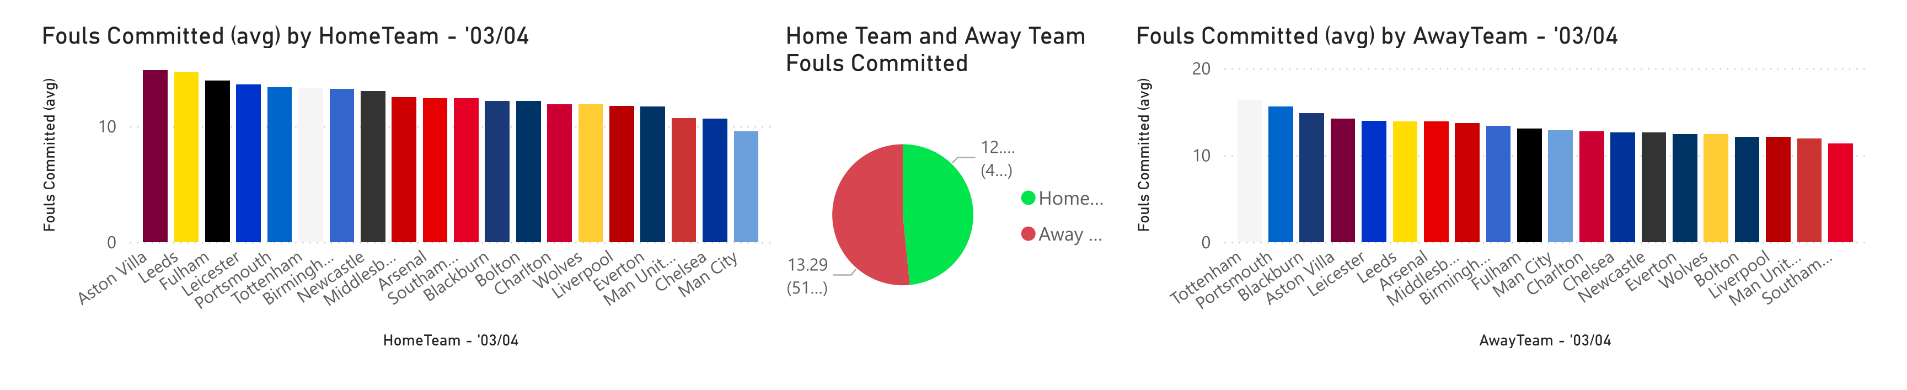 Fouls Committed (avg) by HomeTeam - '03/04
Fouls Committed (avg)
10
0
Aston Villa
Leeds
Fulham
Leicester
Portsmouth
Tottenham
Birmingh...
Newcastle
Middlesb...
Arsenal
Southam...
Blackburn
Bolton
Charlton
Wolves
Liverpool
Everton
Man Unit...
Chelsea
Man City
HomeTeam - '03/04
Home Team and Away Team
Fouls Committed
12....
(4...)
13.29
(51...)
Home...
Away ...
Fouls Committed (avg) by AwayTeam - '03/04
Fouls Committed (avg)
20
10
0
Tottenham
Portsmouth
Blackburn
Aston Villa
Leicester
Leeds
Arsenal
Middlesb...
Birmingh...
Fulham
Man City
Charlton
Chelsea
Newcastle
Everton
Wolves
Bolton
Liverpool
Man Unit...
Southam...
AwayTeam - '03/04